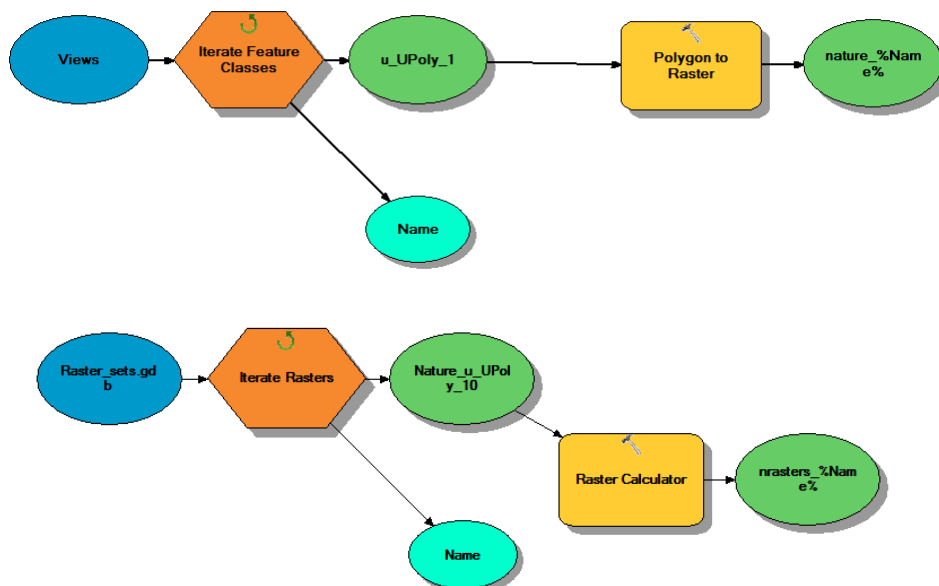 Views
Iterate Feature
Classes
u_UPoly_1
Polygon to
Raster
nature_%Nam
e%
Name
Raster_sets.gd
b
Iterate Rasters
Nature_u_UPol
y_10
Raster Calculator
nrasters_%Nam
e%
Name